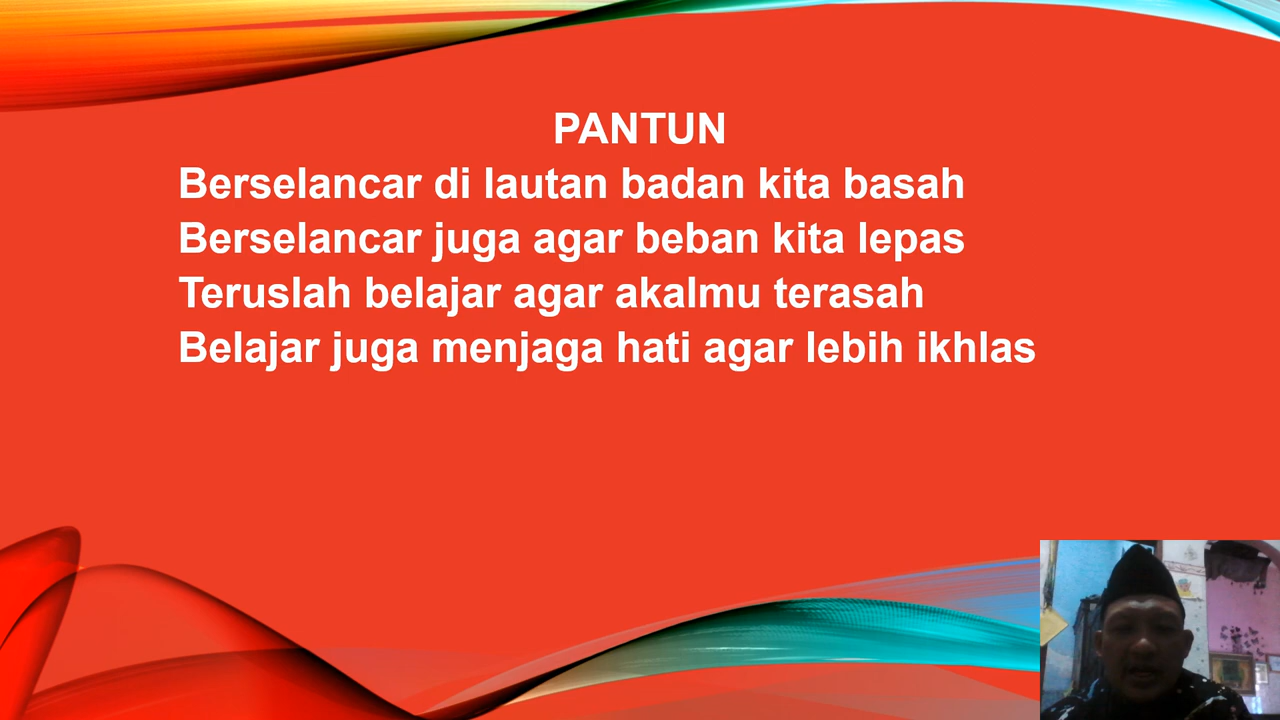 PANTUN
Berselancar di lautan badan kita basah
Berselancar juga agar beban kita lepas
Teruslah belajar agar akalmu terasah
Belajar juga menjaga hati agar lebih ikhlas